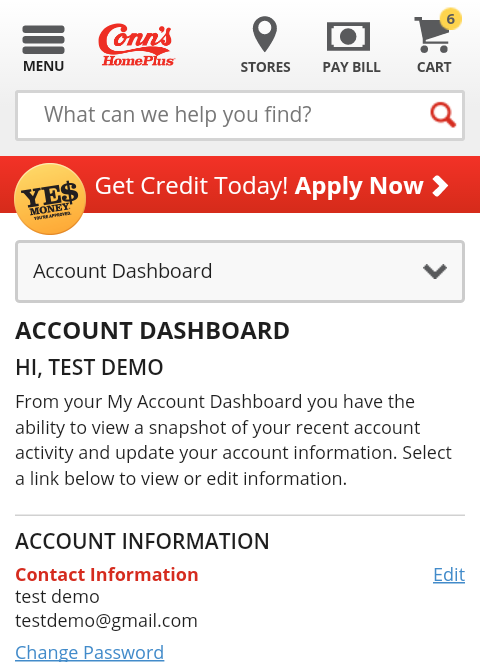 MENU
Conn's
HomePlus
STORES
PAY BILL
6
CART
What can we help you find?
YE$
MONEY
YOU'RE APPROVED
Get Credit Today! Apply Now
Account Dashboard
ACCOUNT DASHBOARD
HI, TEST DEMO
From your My Account Dashboard you have the
ability to view a snapshot of your recent account
activity and update your account information. Select
a link below to view or edit information.
ACCOUNT INFORMATION
Contact Information
Edit
test demo
testdemo@gmail.com
Change Password